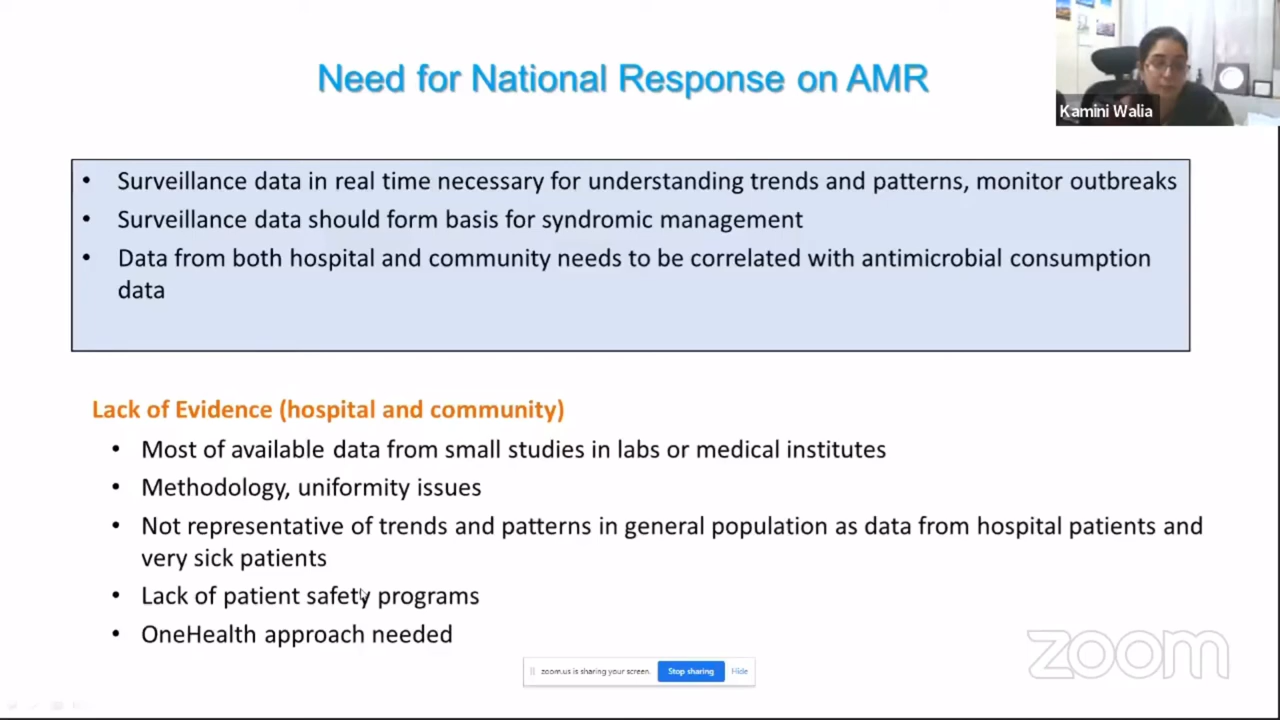 Need for National Response on AMR
Kamini Walia
• Surveillance data in real time necessary for understanding trends and patterns, monitor outbreaks
• Surveillance data should form basis for syndromic management
• Data from both hospital and community needs to be correlated with antimicrobial consumption
data
Lack of Evidence (hospital and community)
• Most of available data from small studies in labs or medical institutes
• Methodology, uniformity issues
• Not representative of trends and patterns in general population as data from hospital patients and
very sick patients
• Lack of patient safety programs
• OneHealth approach needed
zoom
zoom.us is sharing your screen. Stop sharing Hide